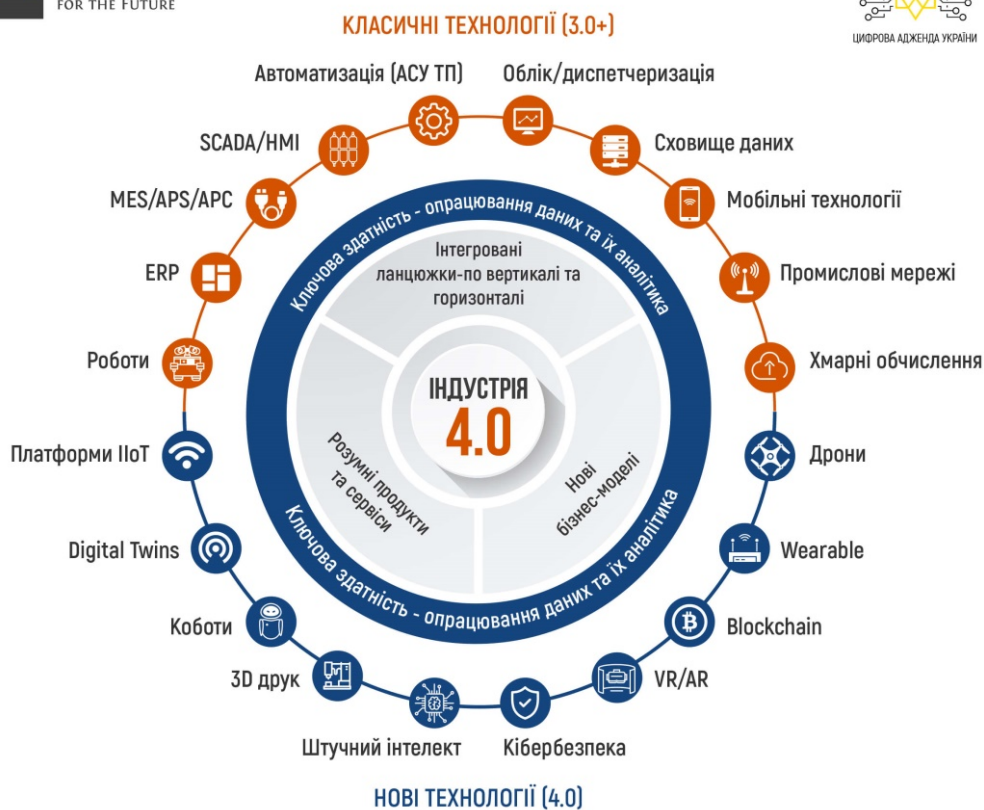 FOR THE FUTURE
ЦИФРОВА АДЖЕНДА УКРАЇНИ
КЛАСИЧНІ ТЕХНОЛОГІЇ (3.0+)
Автоматизація (АСУ ТП)
Облік/диспетчеризація
SCADA/HMI
Сховище даних
MES/APS/APC
Мобільні технології
ERP
Промислові мережі
Роботи
Хмарні обчислення
Ключова здатність - опрацювання даних та їх аналітика
Інтегровані
ланцюжки-по вертикалі та
горизонталі
ІНДУСТРІЯ
4.0
Розумні продукти
та сервіси
Нові
бізнес-моделі
Ключова здатність - опрацювання даних та їх аналітика
Платформи IIoT
Дрони
Digital Twins
Wearable
Коботи
Blockchain
3D друк
VR/AR
Штучний інтелект
Кібербезпека
НОВІ ТЕХНОЛОГІЇ (4.0)